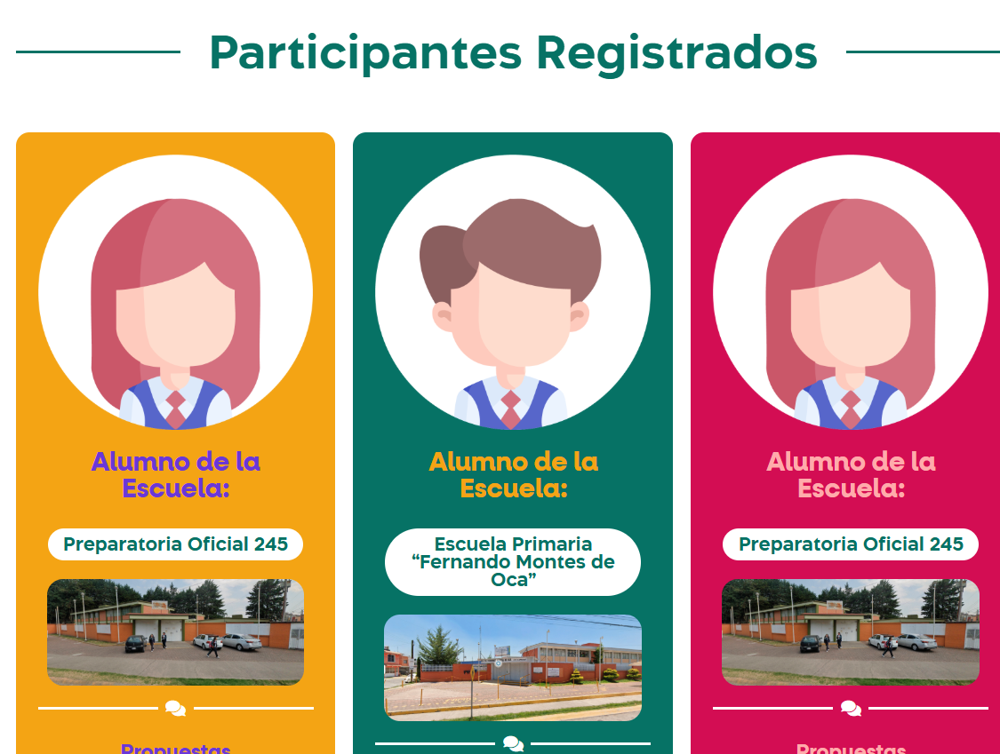 Participantes Registrados
Alumno de la
Escuela:
Preparatoria Oficial 245
Propuestas
Alumno de la
Escuela:
Escuela Primaria
“Fernando Montes de
Oca”
Alumno de la
Escuela:
Preparatoria Oficial 245
Propuestas